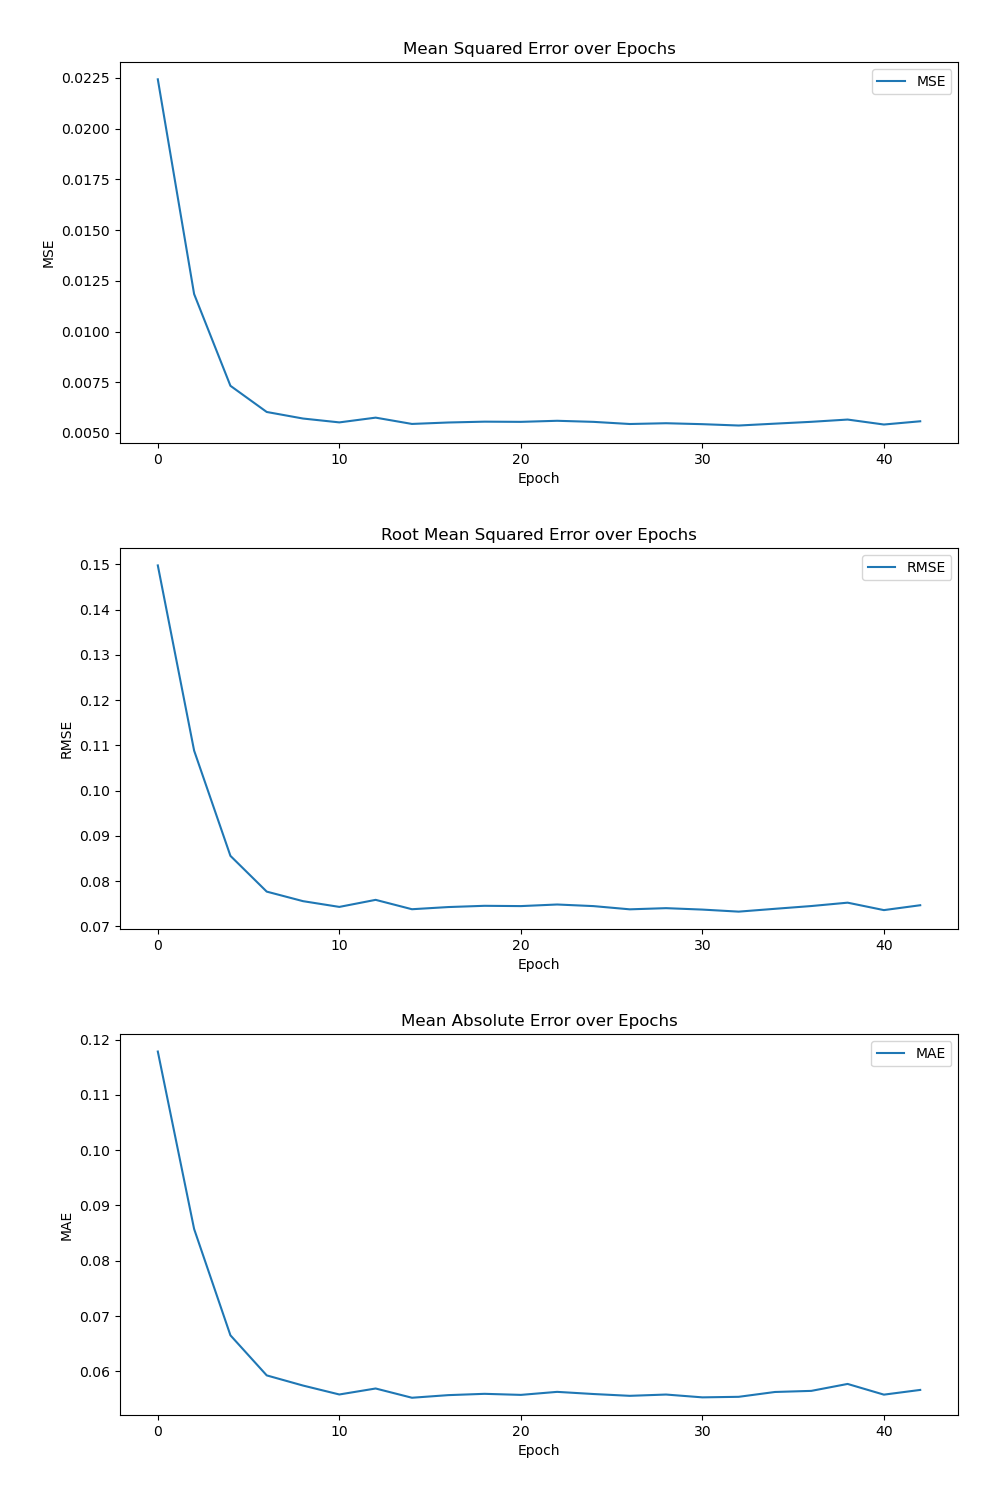 Mean Squared Error over Epochs
MSE
0.0225
0.0200
0.0175
0.0150
0.0125
0.0100
0.0075
0.0050
MSE
0 10 20 30 40
Epoch
Root Mean Squared Error over Epochs
RMSE
0.15
0.14
0.13
0.12
0.11
0.10
0.09
0.08
0.07
RMSE
0 10 20 30 40
Epoch
Mean Absolute Error over Epochs
MAE
0.12
0.11
0.10
0.09
0.08
0.07
0.06
MAE
0 10 20 30 40
Epoch